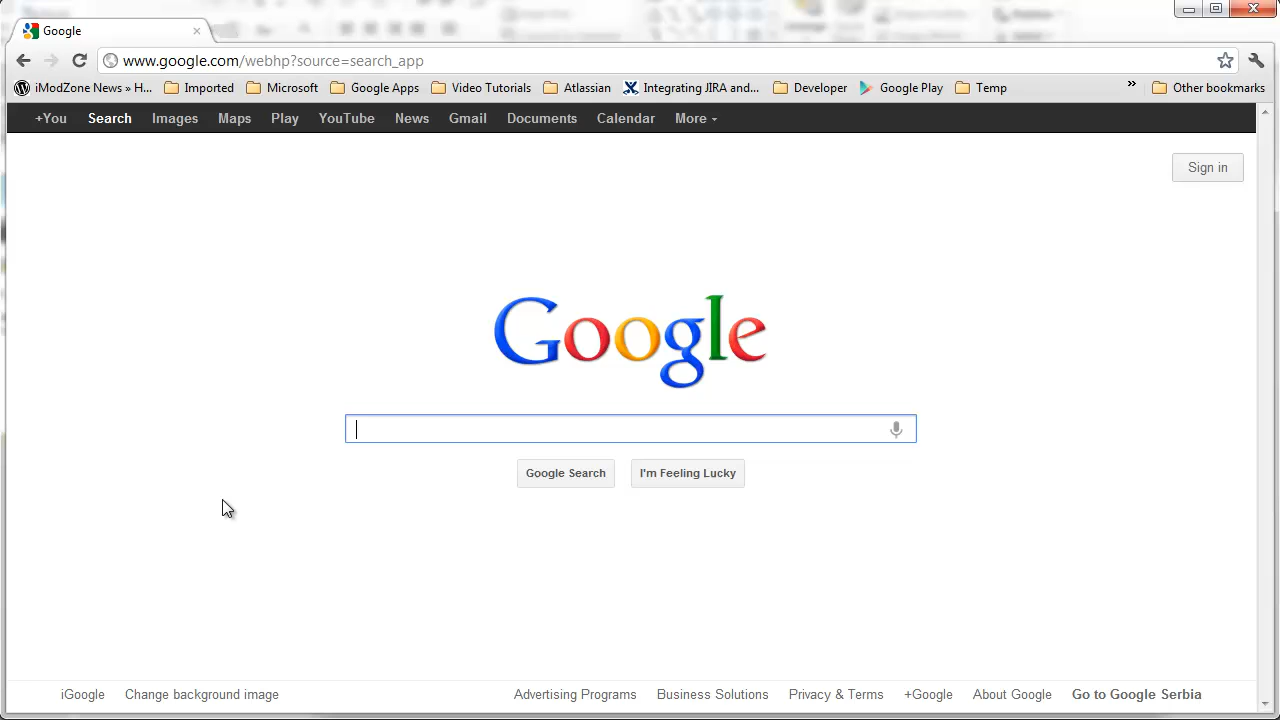 Google
www.google.com/webhp?source=search_app
iModZone News » H... Imported Microsoft Google Apps Video Tutorials Atlassian Integrating JIRA and... Developer Google Play Temp » Other bookmarks
+You Search Images Maps Play YouTube News Gmail Documents Calendar More
Sign in
Google
Google Search I'm Feeling Lucky
iGoogle Change background image Advertising Programs Business Solutions Privacy & Terms +Google About Google Go to Google Serbia